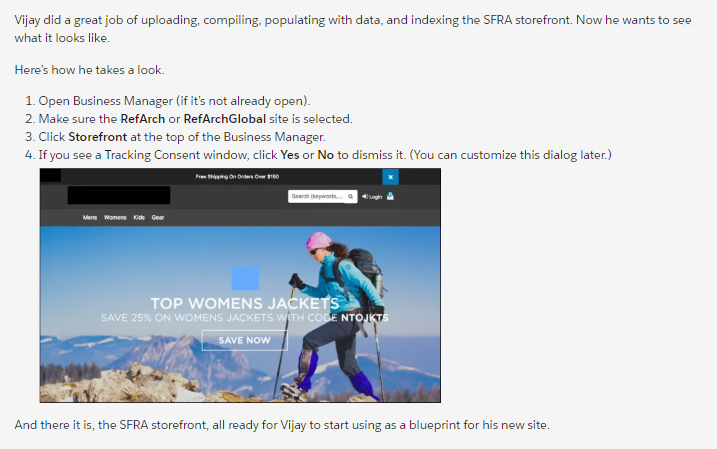 Vijay did a great job of uploading, compiling, populating with data, and indexing the SFRA storefront. Now he wants to see
what it looks like.
Here's how he takes a look.
1. Open Business Manager (if it's not already open).
2. Make sure the RefArch or RefArchGlobal site is selected.
3. Click Storefront at the top of the Business Manager.
4. If you see a Tracking Consent window, click Yes or No to dismiss it. (You can customize this dialog later.)
Free Shipping On Orders Over $150
Search (keywords,... Login
Mens Womens Kids Gear
TOP WOMENS JACKETS
SAVE 25% ON WOMENS JACKETS WITH CODE NTOJKTS
SAVE NOW
And there it is, the SFRA storefront, all ready for Vijay to start using as a blueprint for his new site.